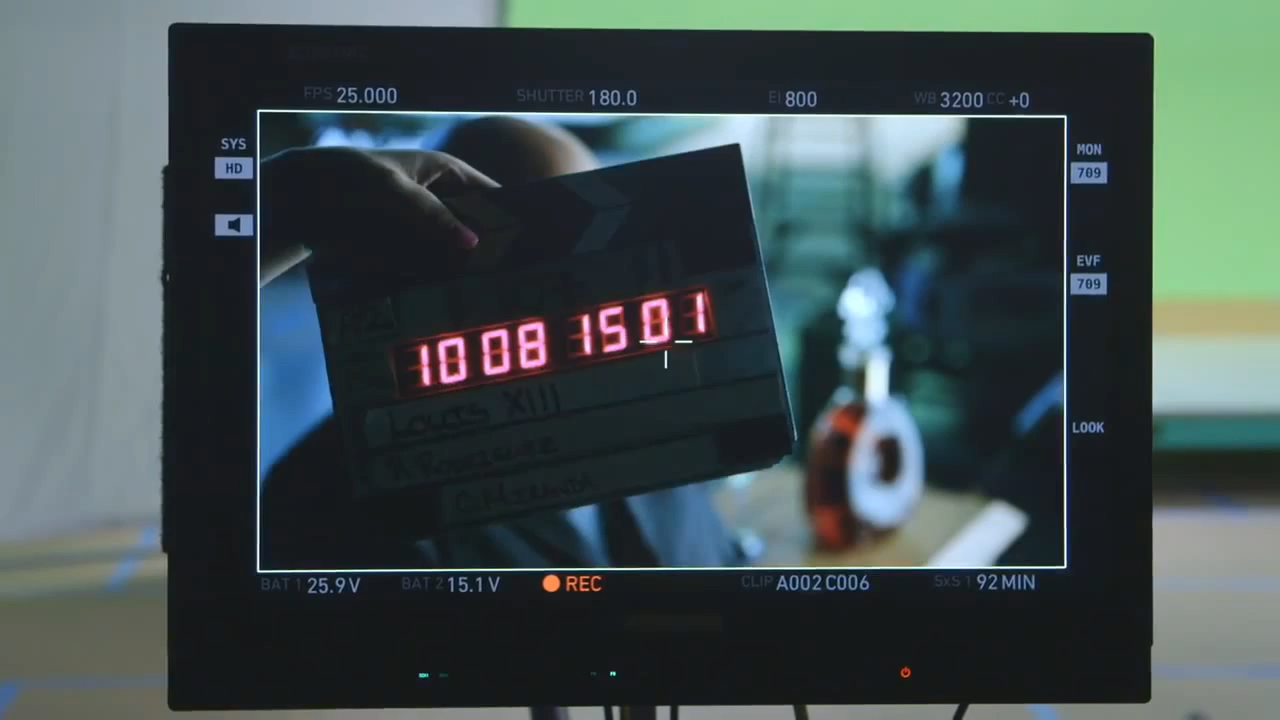 FPS 25.000 SHUTTER 180.0 EI 800 WB 3200 CC +0
SYS
HD
MON
709
EVF
709
LOOK
10 08 15 01
Louis XIII
R Rodriguez
C. Miranda
BAT 1 25.9 V BAT 2 15.1 V REC CLIP A002 C006 SxS 1 92 MIN